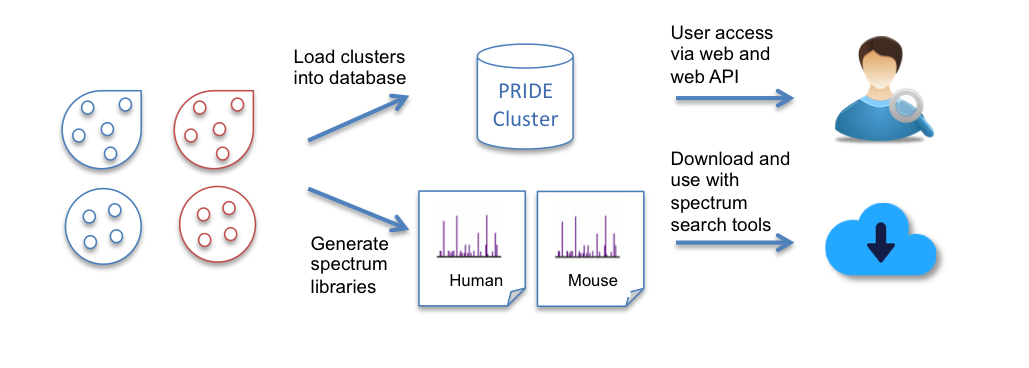 Load clusters
into database
PRIDE
Cluster
User access
via web and
web API
Generate
spectrum
libraries
Human
Mouse
Download and
use with
spectrum
search tools